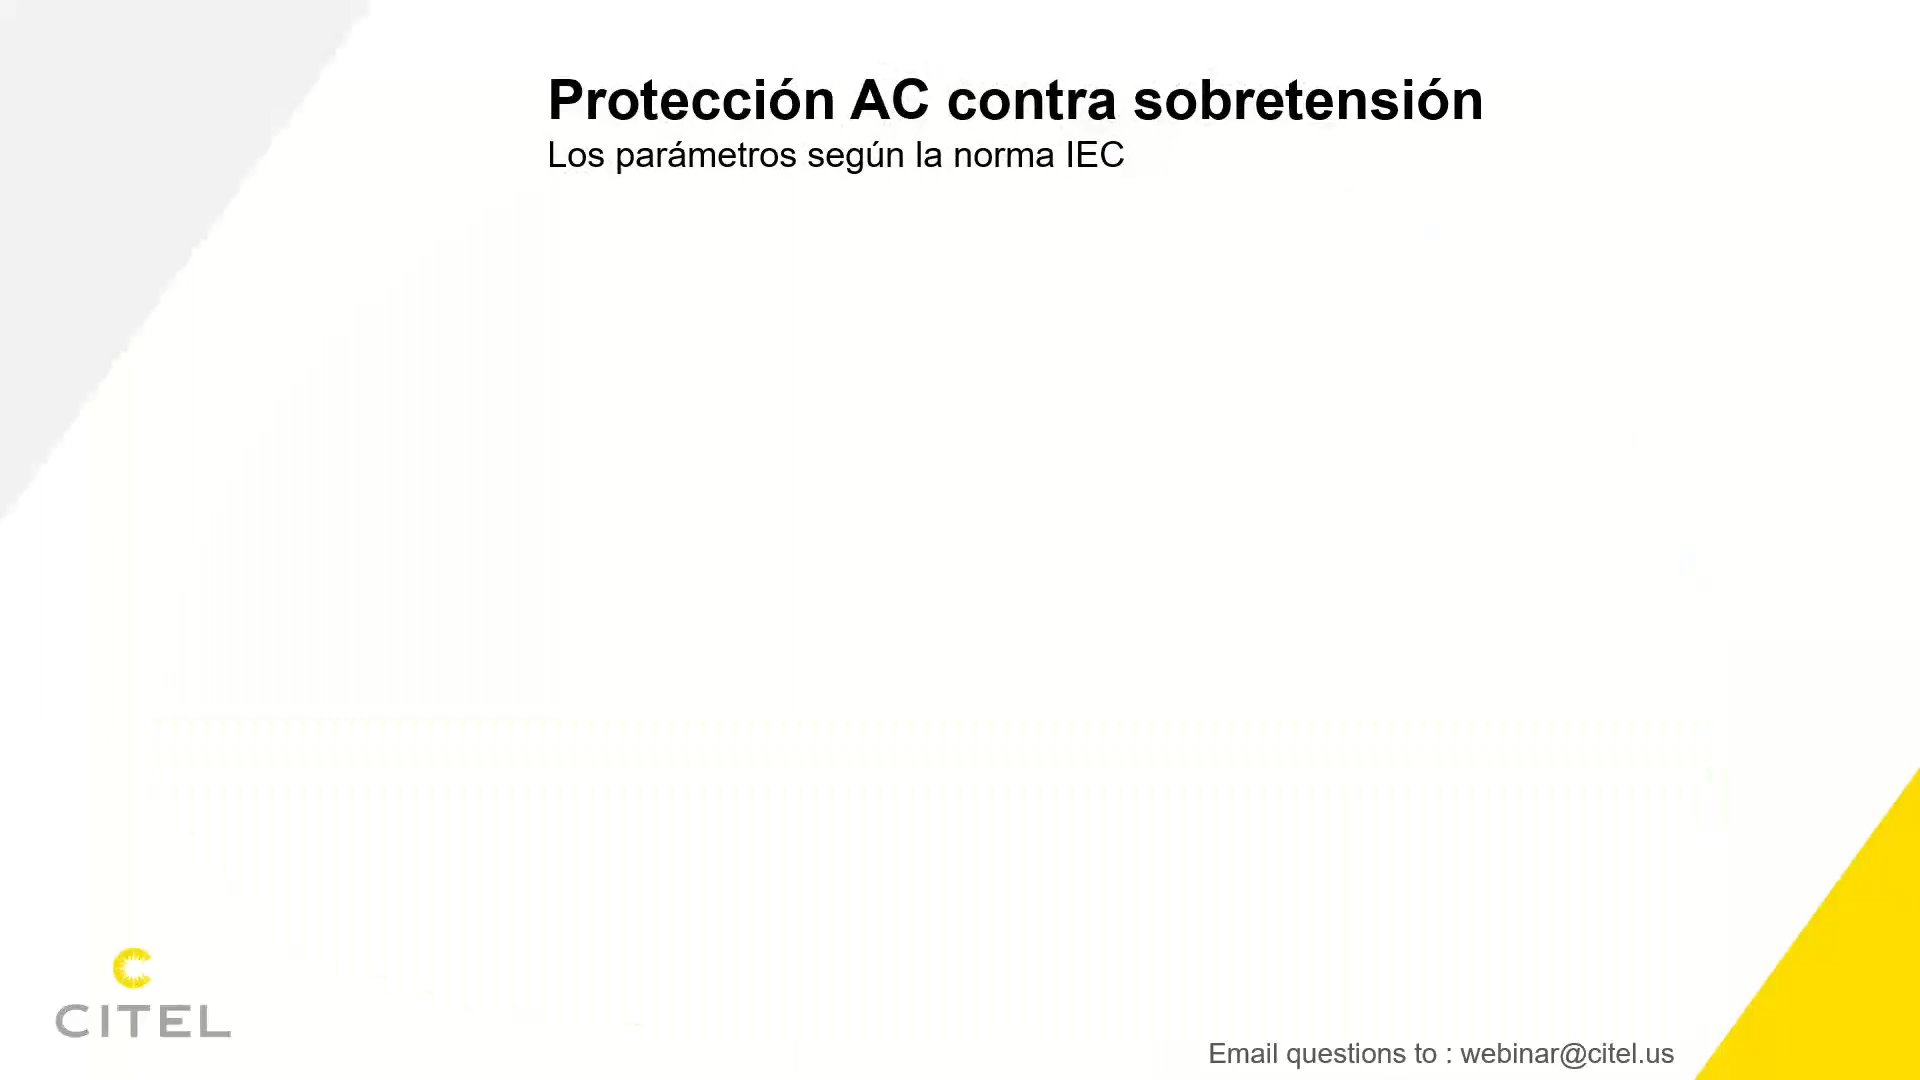 Protección AC contra sobretensión
Los parámetros según la norma IEC
CITEL
Email questions to : webinar@citel.us